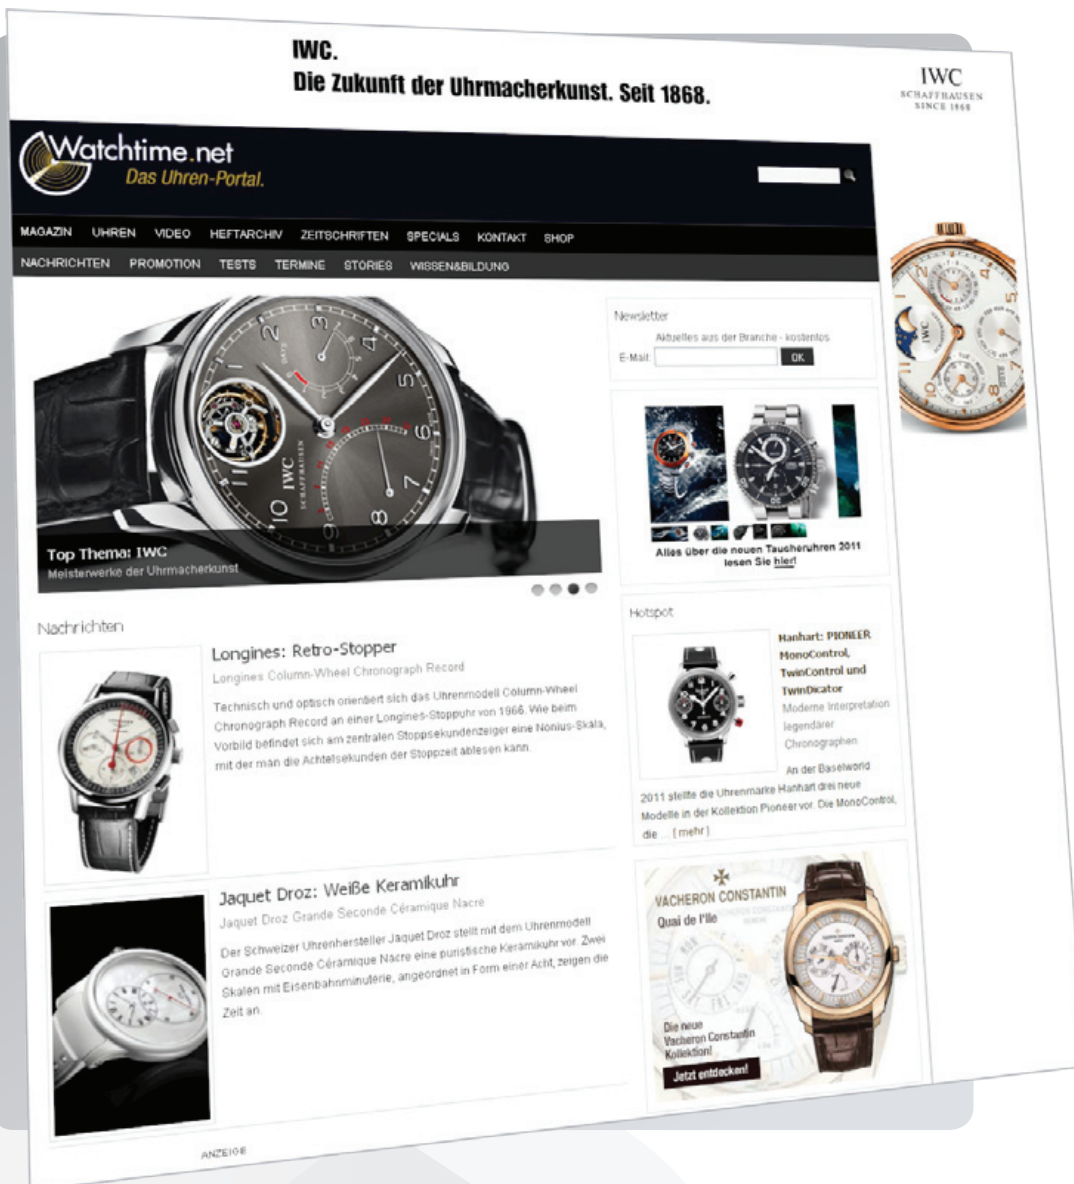 IWC.
Die Zukunft der Uhrmacherkunst. Seit 1868.
IWC
SCHAFFHAUSEN
SINCE 1868
Watchtime.net
Das Uhren-Portal.
MAGAZIN UHREN VIDEO HEFTARCHIV ZEITSCHRIFTEN SPECIALS KONTAKT SHOP
NACHRICHTEN PROMOTION TESTS TERMINE STORIES WISSEN&BILDUNG
IWC
SCHAFFHAUSEN
Top Thema: IWC
Meisterwerke der Uhrmacherkunst
Newsletter
Aktuelles aus der Branche - kostenlos
E-Mail: OK
IWC
Alles über die neuen Taucheruhren 2011
lesen Sie hier!
Nachrichten
Longines: Retro-Stopper
Longines Column-Wheel Chronograph Record
Technisch und optisch orientiert sich das Uhrenmodell Column-Wheel
Chronograph Record an einer Longines-Stoppuhr von 1966. Wie beim
Vorbild befindet sich am zentralen Stoppsekundenzeiger eine Nonius-Skala,
mit der man die Achtelsekunden der Stoppzeit ablesen kann.
Jaquet Droz: Weiße Keramikuhr
Jaquet Droz Grande Seconde Céramique Nacre
Der Schweizer Uhrenhersteller Jaquet Droz stellt mit dem Uhrenmodell
Grande Seconde Céramique Nacre eine puristische Keramikuhr vor. Zwei
Skalen mit Eisenbahnminuterie, angeordnet in Form einer Acht, zeigen die
Zeit an.
ANZEIGE
Hotspot
Hanhart: PIONEER
MonoControl,
TwinControl und
TwinDicator
Moderne Interpretation
legendärer
Chronographen
An der Baselworld
2011 stellte die Uhrenmarke Hanhart drei neue
Modelle in der Kollektion Pioneer vor. Die MonoControl,
die ... ( mehr )
VACHERON CONSTANTIN
Quai de l'Ile
Die neue
Vacheron Constantin
Kollektion!
Jetzt entdecken!